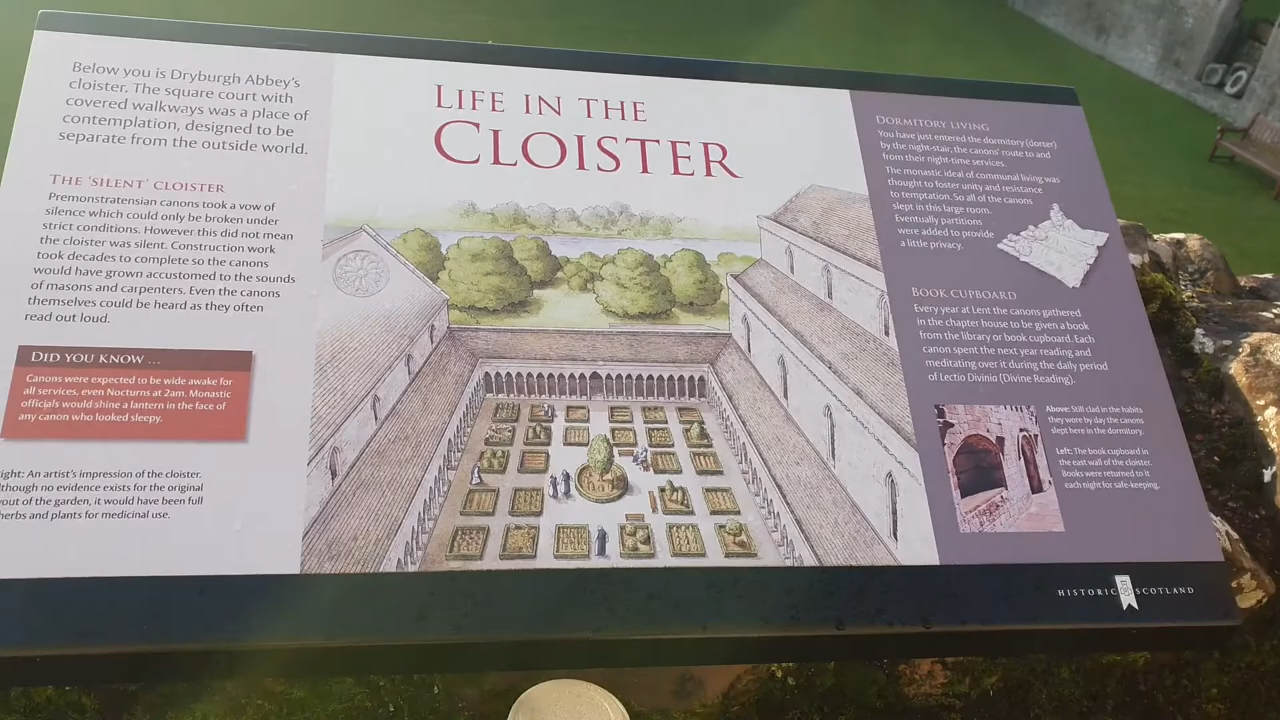 Below you is Dryburgh Abbey's
cloister. The square court with
covered walkways was a place of
contemplation, designed to be
separate from the outside world.
THE 'SILENT' CLOISTER
Premonstratensian canons took a vow of
silence which could only be broken under
strict conditions. However this did not mean
the cloister was silent. Construction work
took decades to complete so the canons
would have grown accustomed to the sounds
of masons and carpenters. Even the canons
themselves could be heard as they often
read out loud.
DID YOU KNOW ...
Canons were expected to be wide awake for
all services, even Nocturns at 2am. Monastic
officials would shine a lantern in the face of
any canon who looked sleepy.
ight: An artist's impression of the cloister.
lthough no evidence exists for the original
yout of the garden, it would have been full
herbs and plants for medicinal use.
LIFE IN THE
CLOISTER
DORMITORY LIVING
You have just entered the dormitory (dorter)
by the night-stair, the canons' route to and
from their night-time services.
The monastic ideal of communal living was
thought to foster unity and resistance
to temptation. So all of the canons
slept in this large room.
Eventually partitions
were added to provide
a little privacy.
BOOK CUPBOARD
Every year at Lent the canons gathered
in the chapter house to be given a book
from the library or book cupboard. Each
canon spent the next year reading and
meditating over it during the daily period
of Lectio Divinia (Divine Reading).
Above: Still clad in the habits
they wore by day the canons
slept here in the dormitory.
Left: The book cupboard in
the east wall of the cloister.
Books were returned to it
each night for safe-keeping.
HISTORIC SCOTLAND